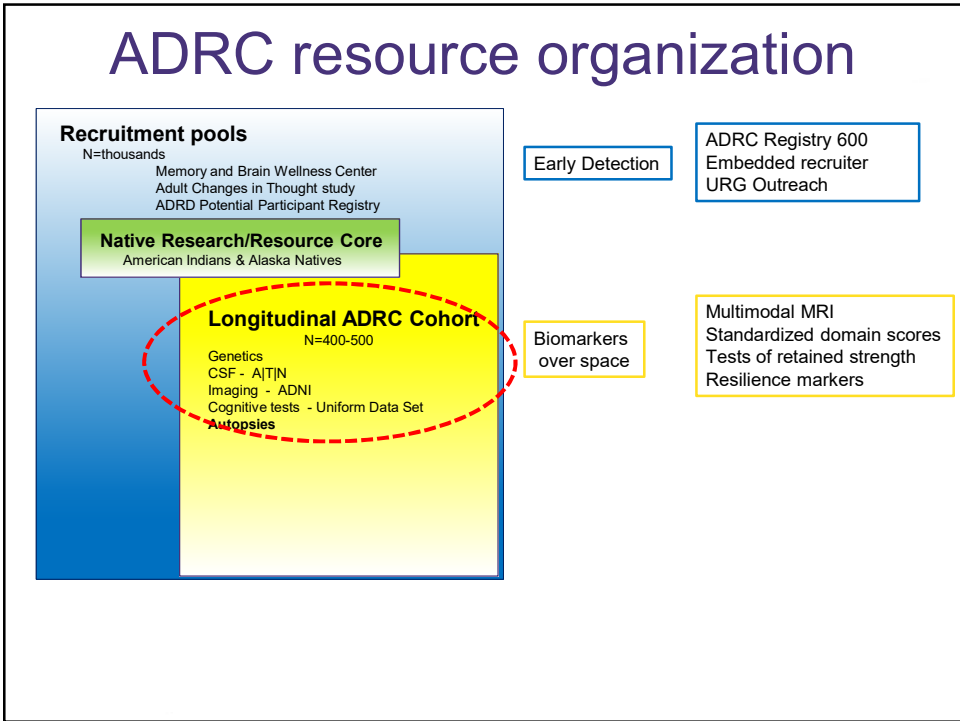 ADRC resource organization
Recruitment pools
N=thousands
Memory and Brain Wellness Center
Adult Changes in Thought study
ADRD Potential Participant Registry
Native Research/Resource Core
American Indians & Alaska Natives
Longitudinal ADRC Cohort
N=400-500
Genetics
CSF - A|T|N
Imaging - ADNI
Cognitive tests - Uniform Data Set
Autopsies
Early Detection
ADRC Registry 600
Embedded recruiter
URG Outreach
Biomarkers
over space
Multimodal MRI
Standardized domain scores
Tests of retained strength
Resilience markers